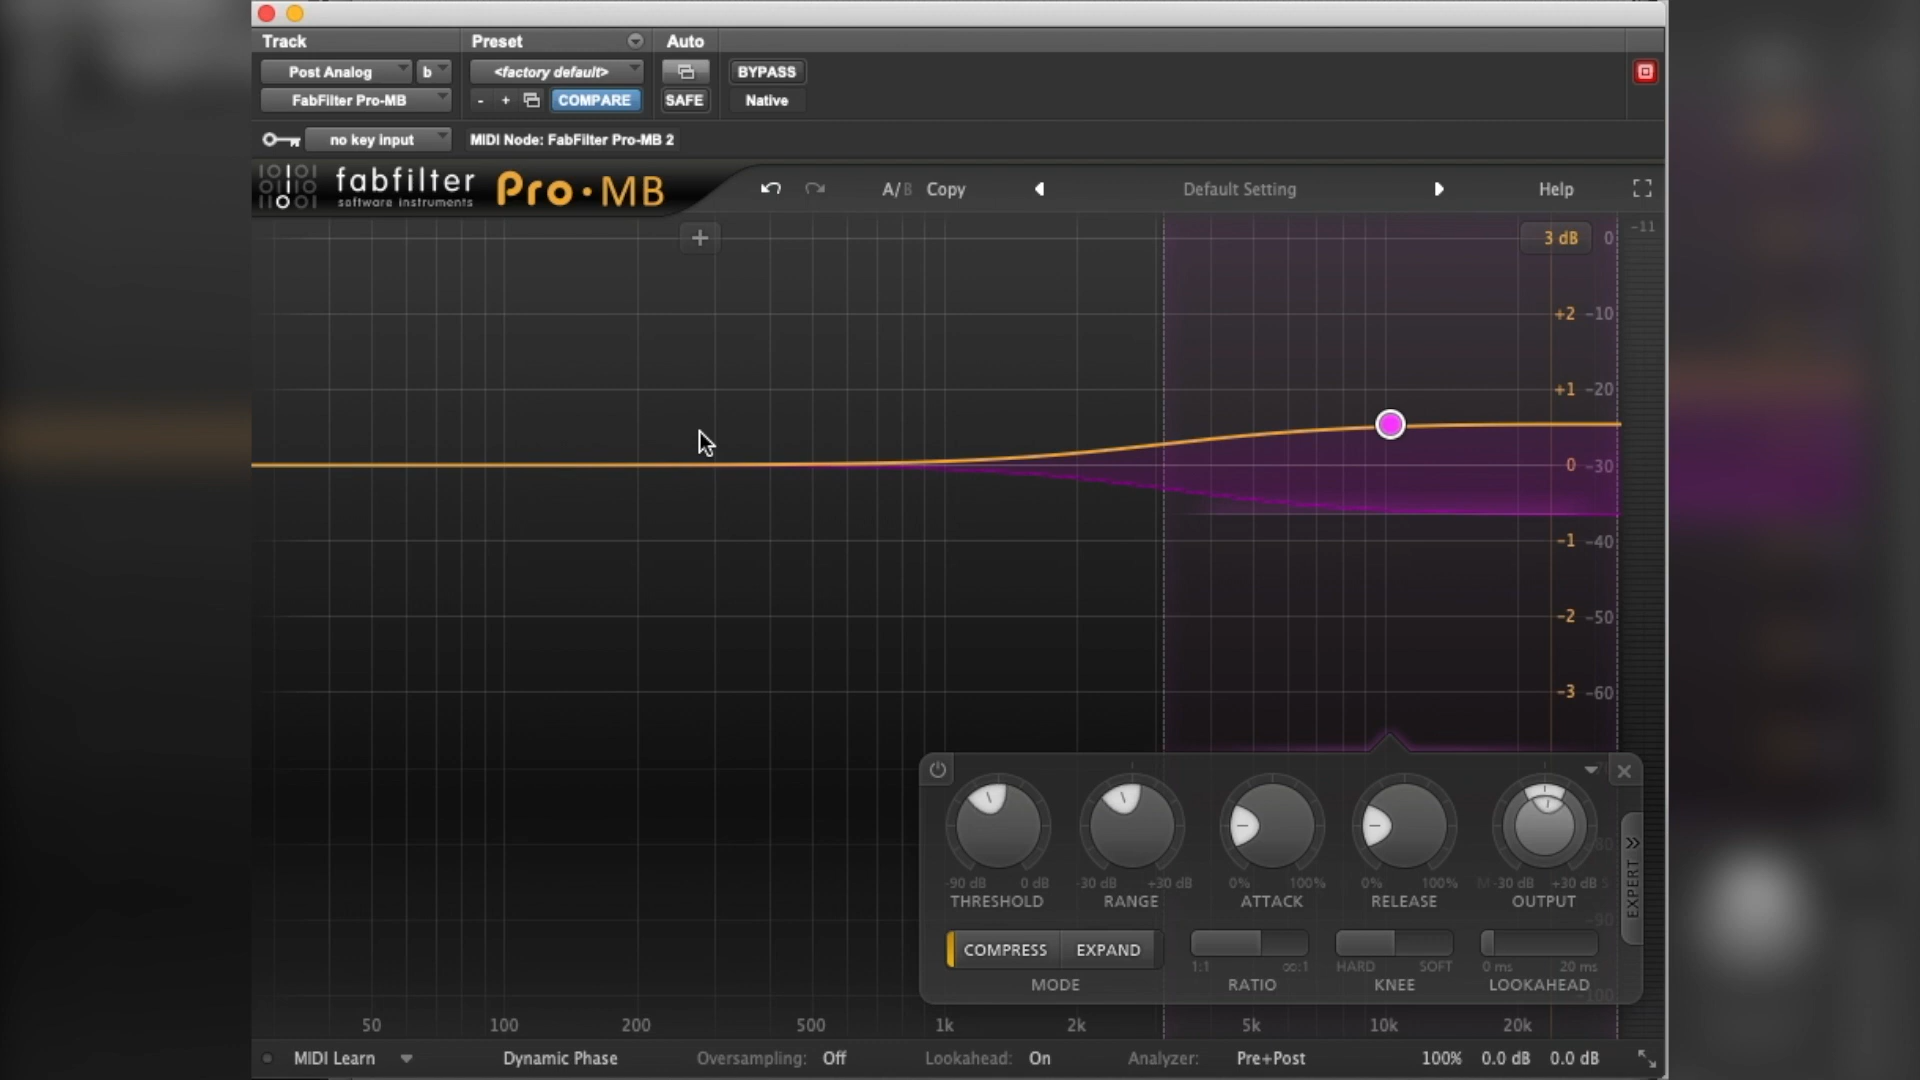 Track
Preset
Auto
Post Analog
b
<factory default>
BYPASS
FabFilter Pro-MB
-
+
COMPARE
SAFE
Native
no key input
MIDI Node: FabFilter Pro-MB 2
fabfilter
software instruments
Pro·MB
A/B
Copy
Default Setting
Help
+
3 dB
0
-11
+2 -10
+1 -20
0 -30
-1 -40
-2 -50
-3 -60
-80
-90
-100
-90 dB 0 dB
-30 dB +30 dB
0% 100%
0% 100%
M -30 dB +30 dB S
THRESHOLD
RANGE
ATTACK
RELEASE
OUTPUT
EXPERT
COMPRESS
EXPAND
1:1 ∞:1
HARD SOFT
0 ms 20 ms
MODE
RATIO
KNEE
LOOKAHEAD
50 100 200 500 1k 2k 5k 10k 20k
MIDI Learn
Dynamic Phase
Oversampling: Off
Lookahead: On
Analyzer: Pre+Post
100% 0.0 dB 0.0 dB